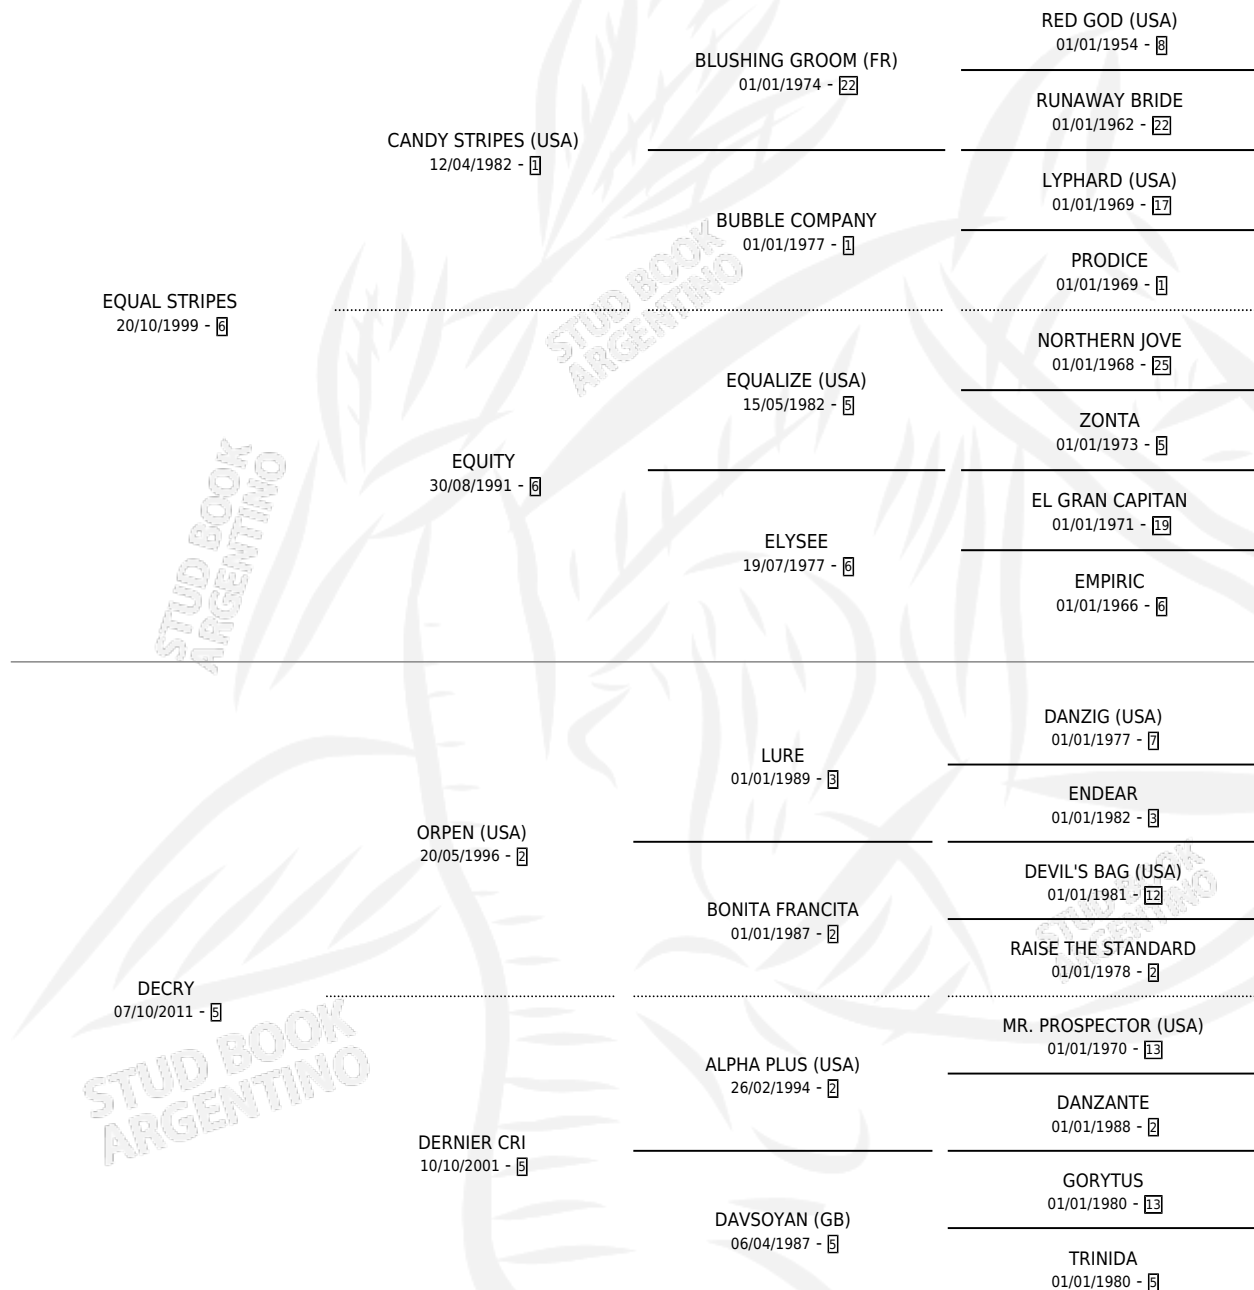 RED GOD (USA)
01/01/1954 - 8
BLUSHING GROOM (FR)
01/01/1974 - 22
RUNAWAY BRIDE
01/01/1962 - 22
CANDY STRIPES (USA)
12/04/1982 - 1
LYPHARD (USA)
01/01/1969 - 17
BUBBLE COMPANY
01/01/1977 - 1
PRODICE
01/01/1969 - 1
EQUAL STRIPES
20/10/1999 - 6
STUD BOOK
ARGENTINO
NORTHERN JOVE
01/01/1968 - 25
EQUALIZE (USA)
15/05/1982 - 5
ZONTA
01/01/1973 - 5
EQUITY
30/08/1991 - 6
EL GRAN CAPITAN
01/01/1971 - 19
ELYSEE
19/07/1977 - 6
EMPIRIC
01/01/1966 - 6
STUD BOOK
ARGENTINO
DANZIG (USA)
01/01/1977 - 7
LURE
01/01/1989 - 3
ENDEAR
01/01/1982 - 3
ORPEN (USA)
20/05/1996 - 2
DEVIL'S BAG (USA)
01/01/1981 - 12
BONITA FRANCITA
01/01/1987 - 2
RAISE THE STANDARD
01/01/1978 - 2
STUD BOOK
ARGENTINO
DECRY
07/10/2011 - 5
MR. PROSPECTOR (USA)
01/01/1970 - 13
ALPHA PLUS (USA)
26/02/1994 - 2
DANZANTE
01/01/1988 - 2
STUD BOOK
ARGENTINO
DERNIER CRI
10/10/2001 - 5
GORYTUS
01/01/1980 - 13
DAVSOYAN (GB)
06/04/1987 - 5
TRINIDA
01/01/1980 - 5